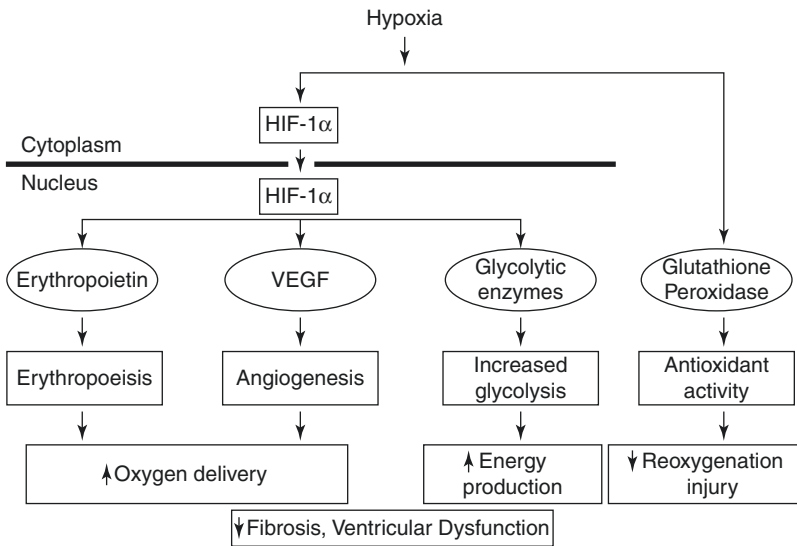 Hypoxia
HIF-1α
Cytoplasm
Nucleus
HIF-1α
Erythropoietin
VEGF
Glycolytic
enzymes
Glutathione
Peroxidase
Erythropoeisis
Angiogenesis
Increased
glycolysis
Antioxidant
activity
Oxygen delivery
Energy
production
Reoxygenation
injury
Fibrosis, Ventricular Dysfunction